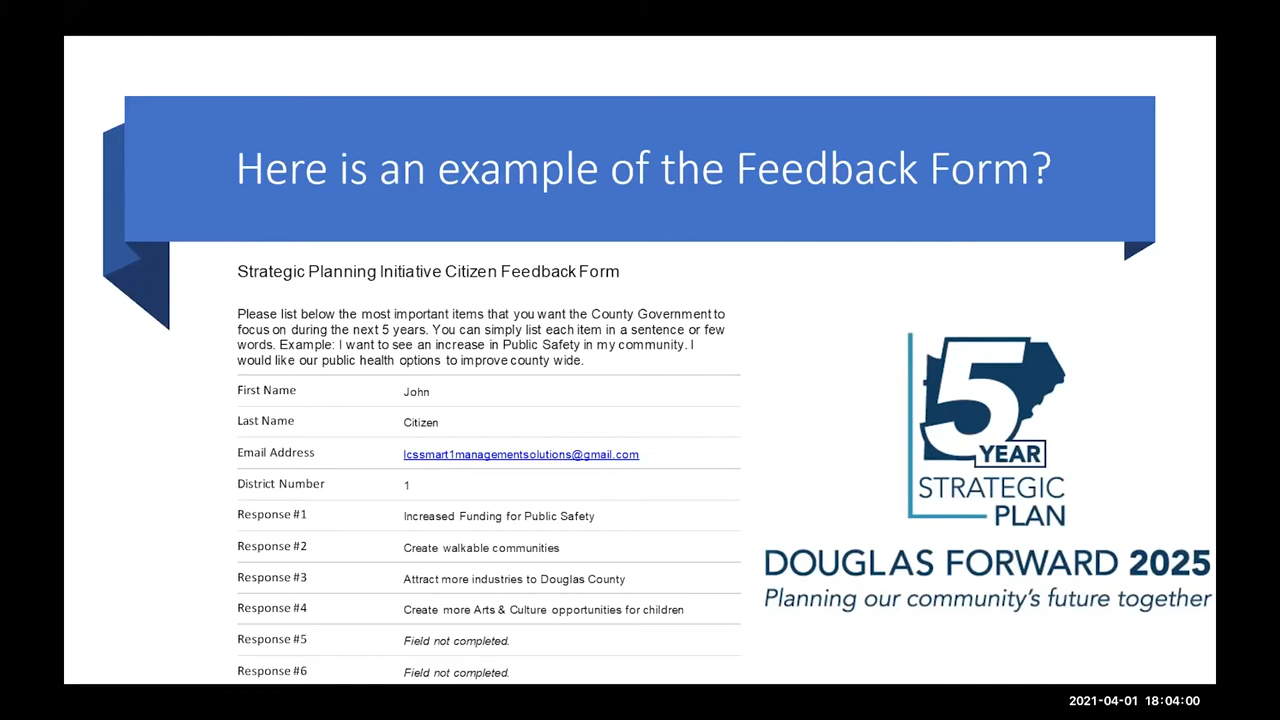 Here is an example of the Feedback Form?
Strategic Planning Initiative Citizen Feedback Form
Please list below the most important items that you want the County Government to
focus on during the next 5 years. You can simply list each item in a sentence or few
words. Example: I want to see an increase in Public Safety in my community. I
would like our public health options to improve county wide.
First Name John
Last Name Citizen
Email Address lcssmart1managementsolutions@gmail.com
District Number 1
Response #1 Increased Funding for Public Safety
Response #2 Create walkable communities
Response #3 Attract more industries to Douglas County
Response #4 Create more Arts & Culture opportunities for children
Response #5 Field not completed.
Response #6 Field not completed.
5
YEAR
STRATEGIC
PLAN
DOUGLAS FORWARD 2025
Planning our community's future together
2021-04-01 18:04:00